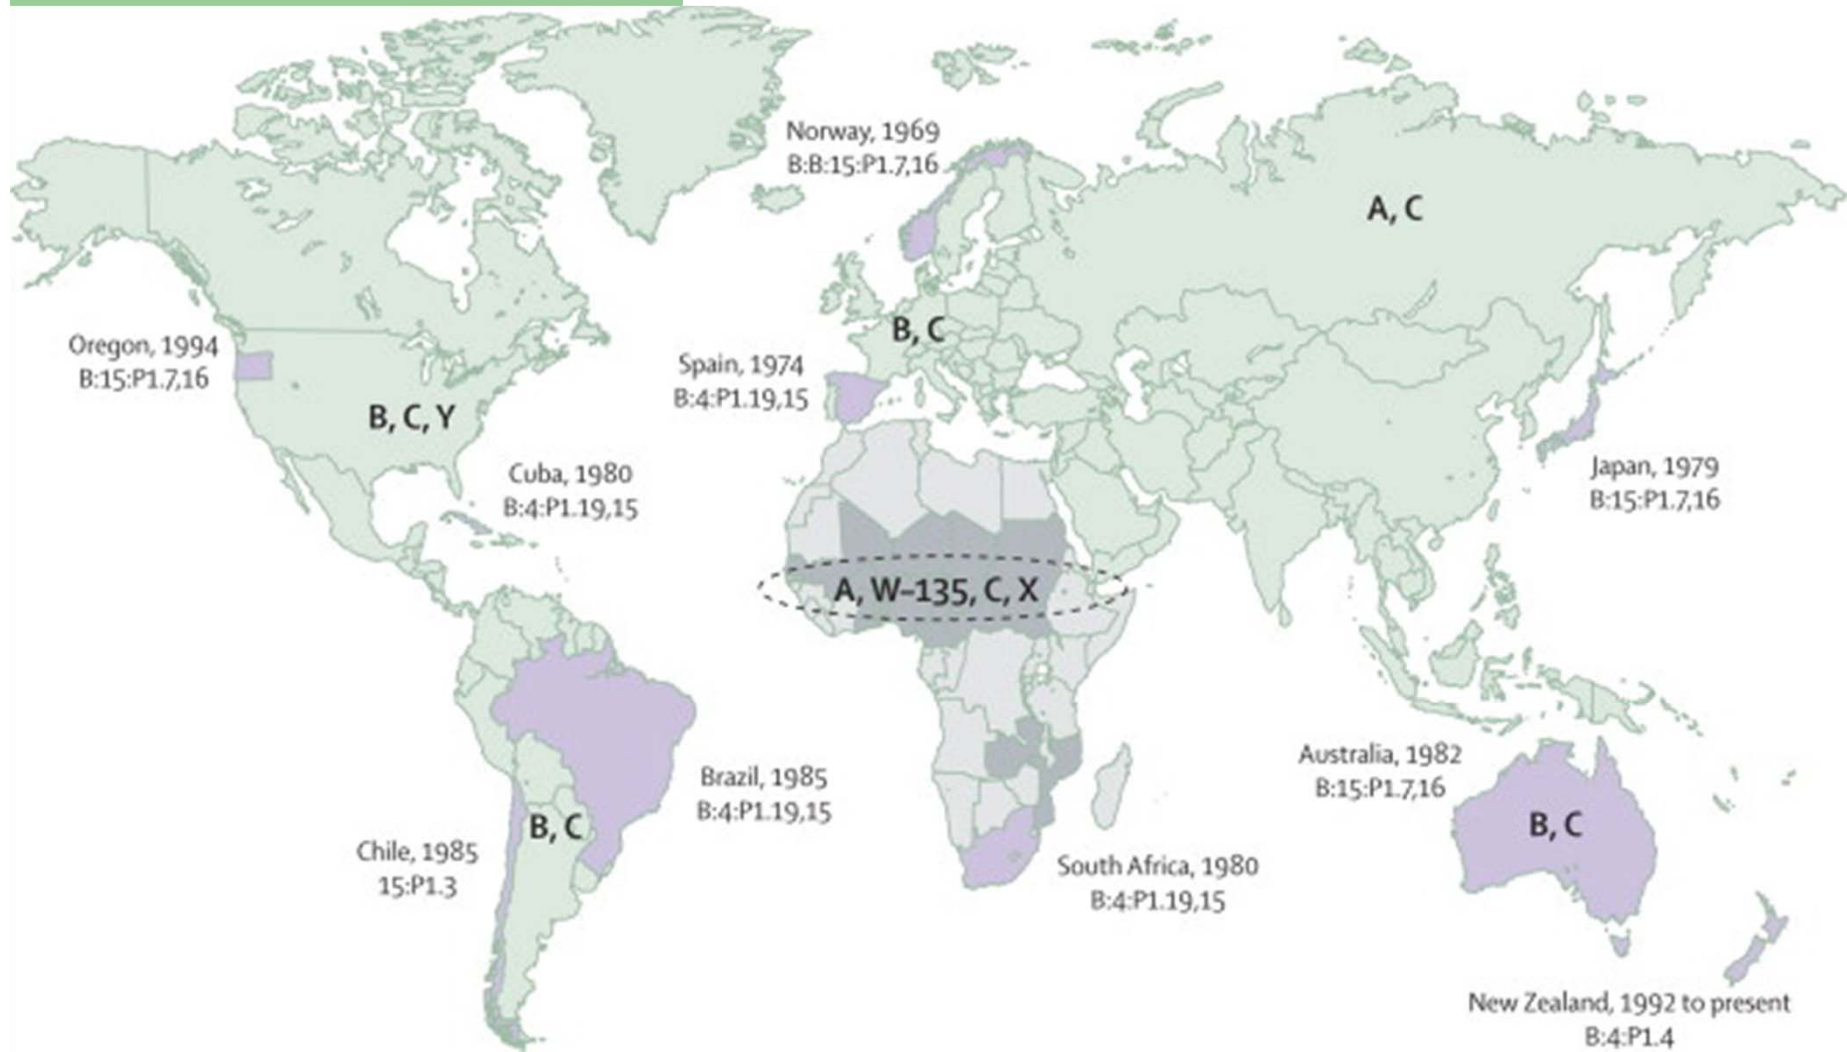 Norway, 1969
B:B:15:P1.7,16
A, C
B, C
Oregon, 1994
B:15:P1.7,16
Spain, 1974
B:4:P1.19,15
B, C, Y
Cuba, 1980
B:4:P1.19,15
Japan, 1979
B:15:P1.7,16
A, W–135, C, X
Australia, 1982
B:15:P1.7,16
Brazil, 1985
B:4:P1.19,15
B, C
B, C
Chile, 1985
15:P1.3
South Africa, 1980
B:4:P1.19,15
New Zealand, 1992 to present
B:4:P1.4